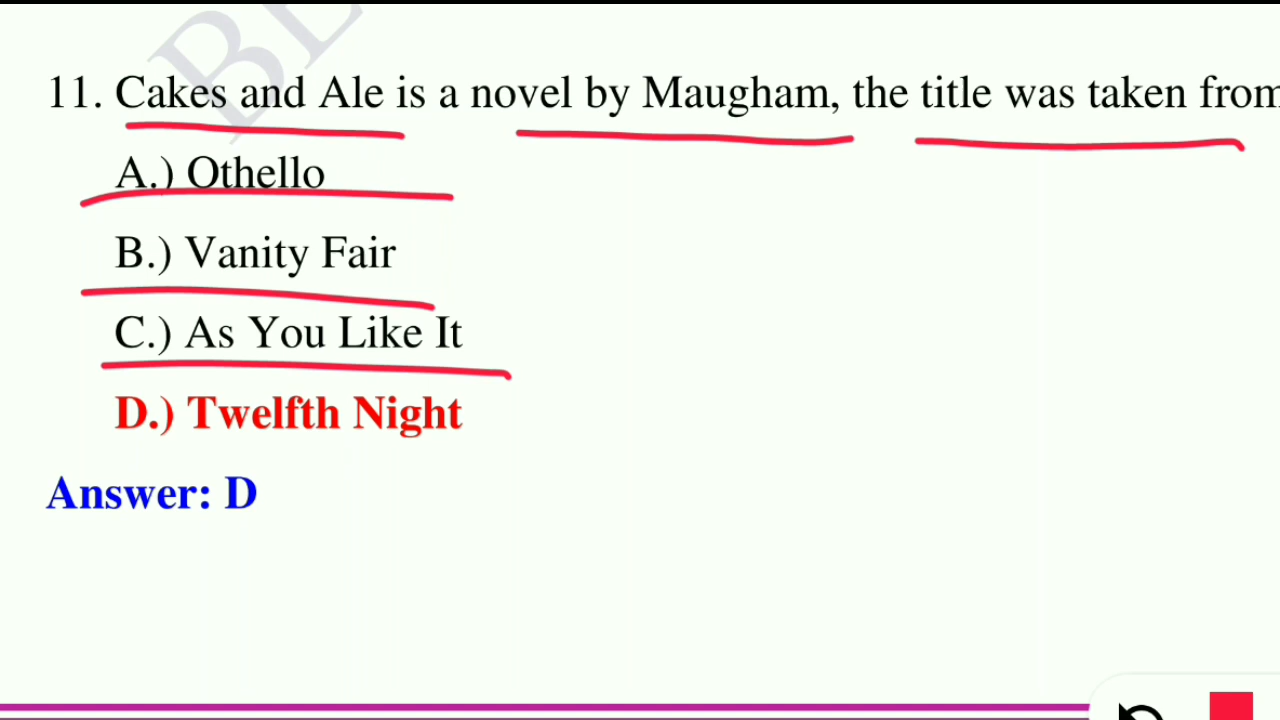 11. Cakes and Ale is a novel by Maugham, the title was taken from
A.) Othello
B.) Vanity Fair
C.) As You Like It
D.) Twelfth Night
Answer: D